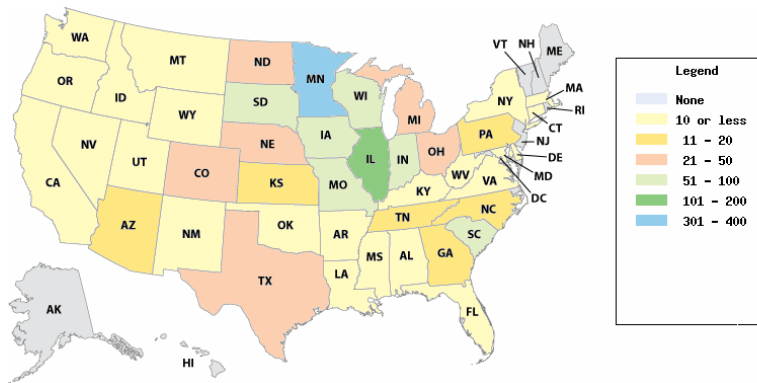 WA
MT
ND
MN
VT
NH
ME
OR
ID
SD
WI
NY
MA
RI
WY
MI
CT
NV
NE
IA
PA
NJ
UT
IL
IN
OH
DE
CA
CO
KS
MO
WV
VA
MD
KY
DC
AZ
NM
OK
AR
TN
NC
SC
TX
LA
MS
AL
GA
AK
HI
FL
Legend
None
10 or less
11 - 20
21 - 50
51 - 100
101 - 200
301 - 400